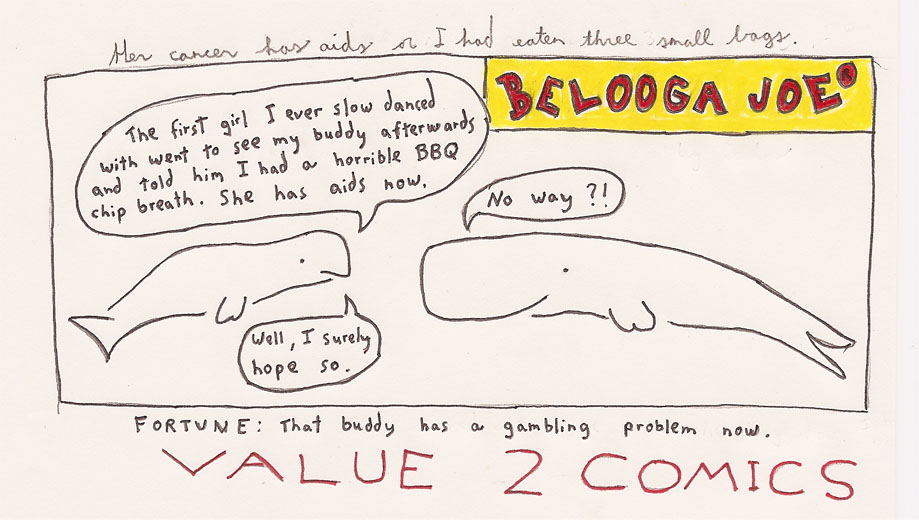 Her cancer has aids or I had eaten three small bags.
BELOOGA JOE®
The first girl I ever slow danced
with went to see my buddy afterwards
and told him I had a horrible BBQ
chip breath. She has aids now.
No way ?!
Well, I surely
hope so.
FORTUNE: That buddy has a gambling problem now.
VALUE 2 COMICS